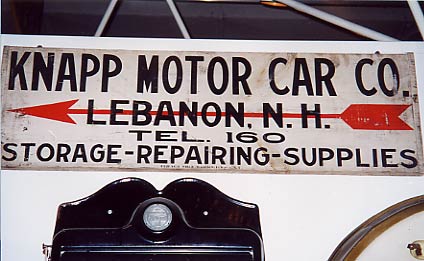 KNAPP MOTOR CAR CO.
LEBANON, N. H.
TEL. 160
STORAGE-REPAIRING-SUPPLIES